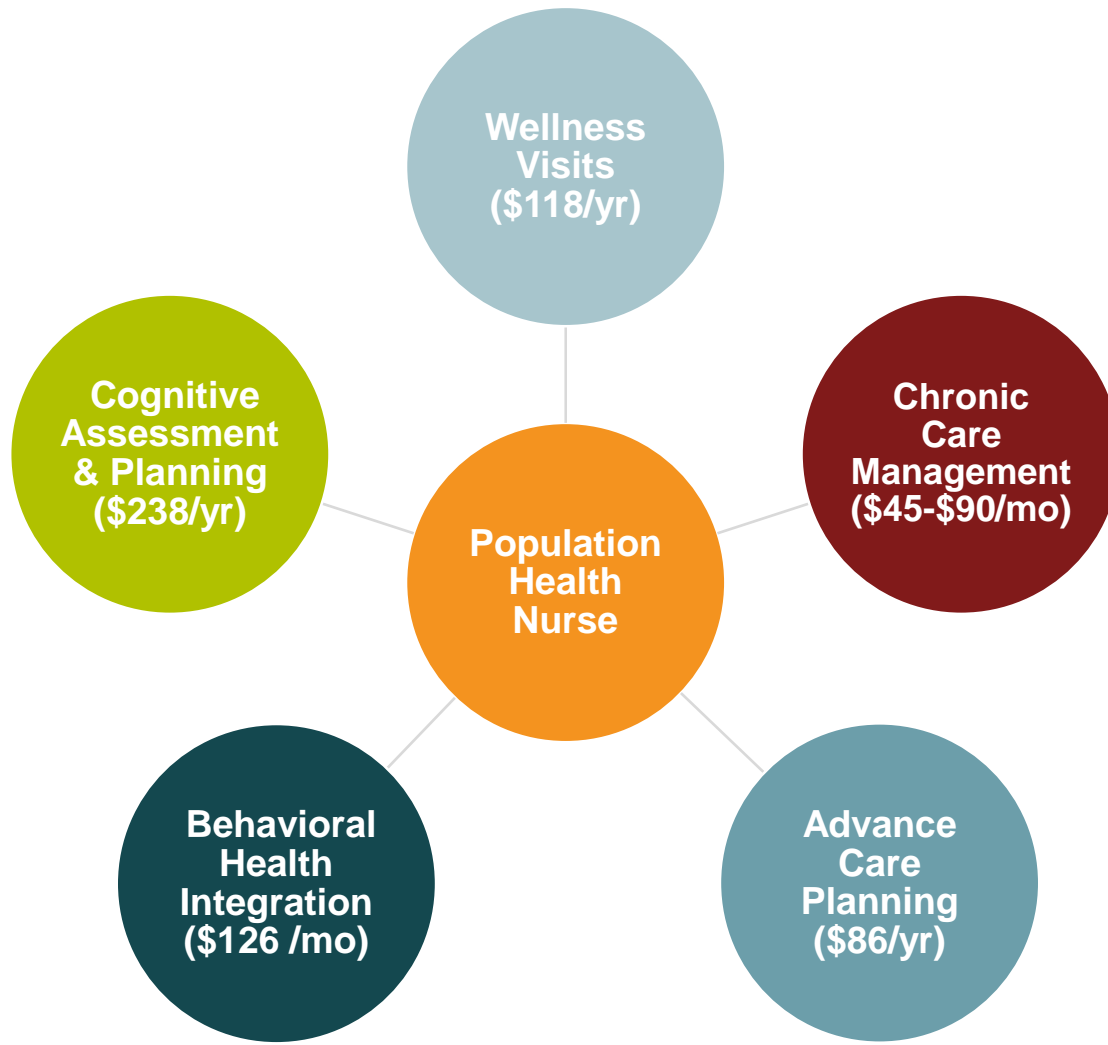 Wellness
Visits
($118/yr)
Cognitive
Assessment
& Planning
($238/yr)
Chronic
Care
Management
($45-$90/mo)
Population
Health
Nurse
Behavioral
Health
Integration
($126 /mo)
Advance
Care
Planning
($86/yr)